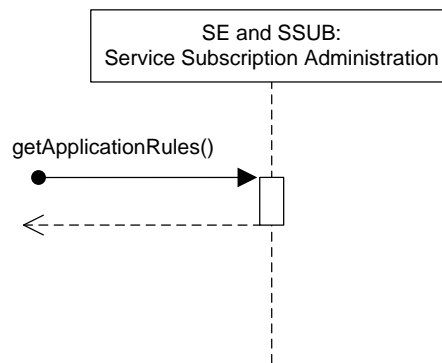 SE and SSUB:
Service Subscription Administration
getApplicationRules()